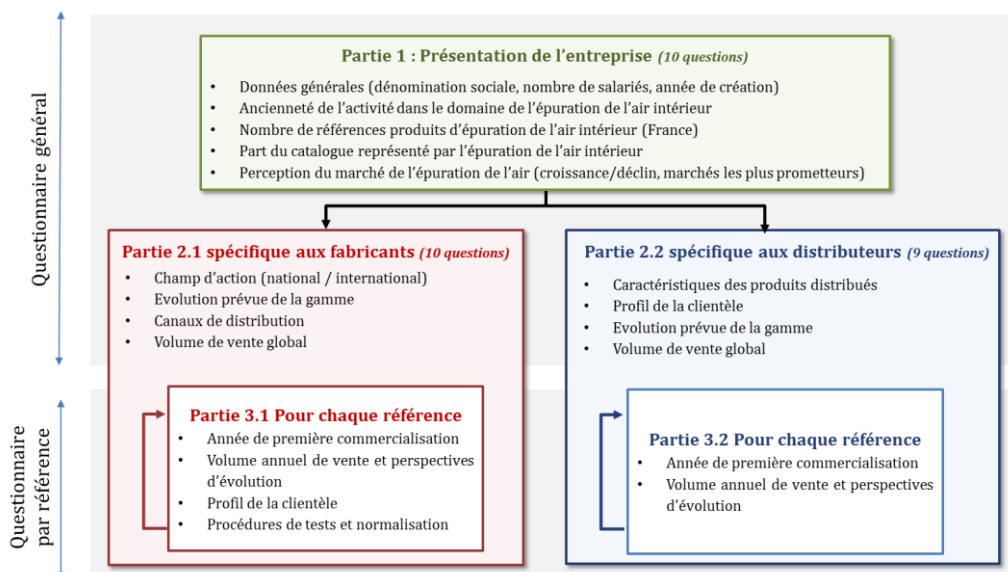 Questionnaire général
Partie 1 : Présentation de l'entreprise (10 questions)
• Données générales (dénomination sociale, nombre de salariés, année de création)
• Ancienneté de l'activité dans le domaine de l'épuration de l'air intérieur
• Nombre de références produits d'épuration de l'air intérieur (France)
• Part du catalogue représenté par l'épuration de l'air intérieur
• Perception du marché de l'épuration de l'air (croissance/déclin, marchés les plus prometteurs)
Partie 2.1 spécifique aux fabricants (10 questions)
• Champ d'action (national / international)
• Evolution prévue de la gamme
• Canaux de distribution
• Volume de vente global
Partie 2.2 spécifique aux distributeurs (9 questions)
• Caractéristiques des produits distribués
• Profil de la clientèle
• Evolution prévue de la gamme
• Volume de vente global
Questionnaire
par référence
Partie 3.1 Pour chaque référence
• Année de première commercialisation
• Volume annuel de vente et perspectives
d'évolution
• Profil de la clientèle
• Procédures de tests et normalisation
Partie 3.2 Pour chaque référence
• Année de première commercialisation
• Volume annuel de vente et perspectives
d'évolution